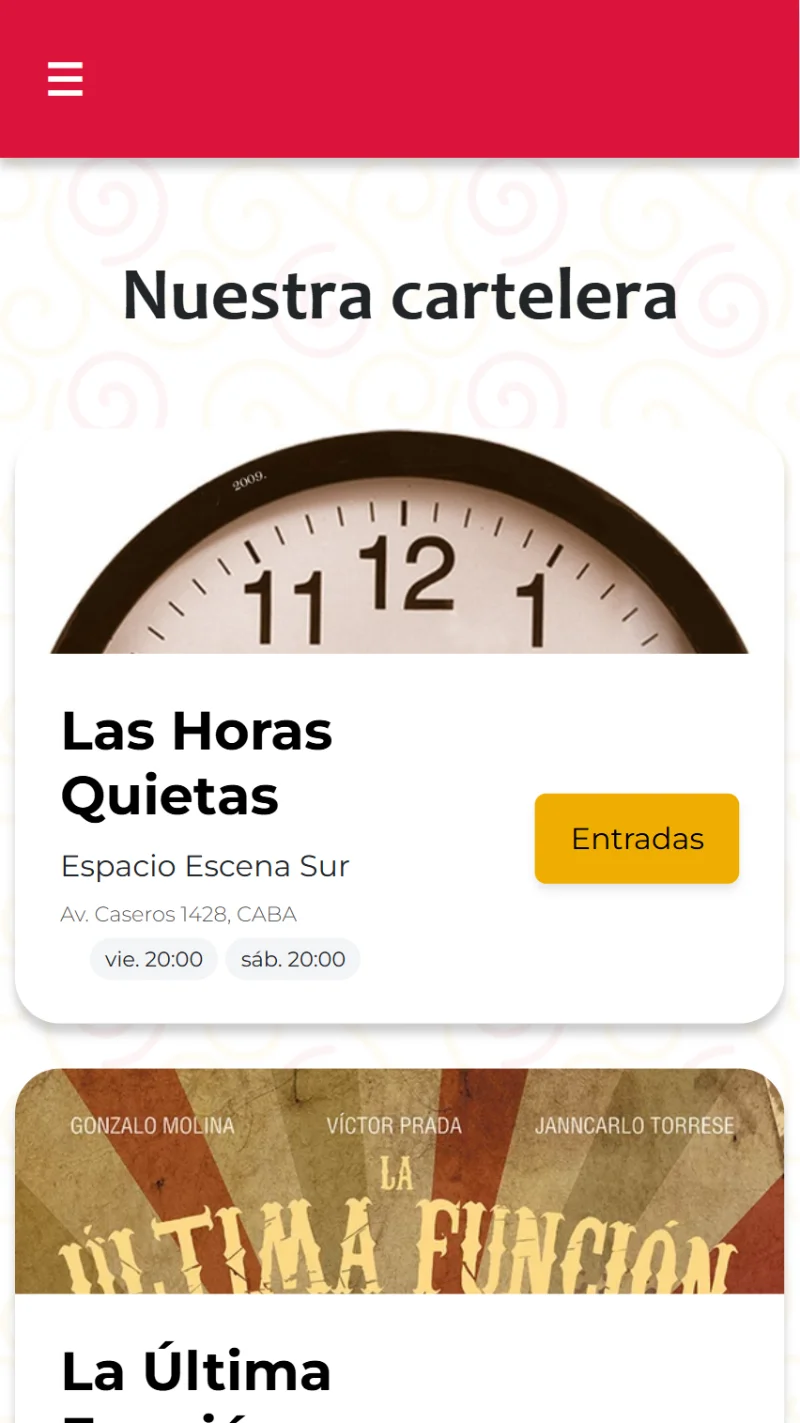 Nuestra cartelera
2009.
11 12 1
Las Horas
Quietas
Entradas
Espacio Escena Sur
Av. Caseros 1428, CABA
vie. 20:00 sáb. 20:00
GONZALO MOLINA VÍCTOR PRADA JANNCARLO TORRESE
LA
ÚLTIMA FUNCIÓN
La Última